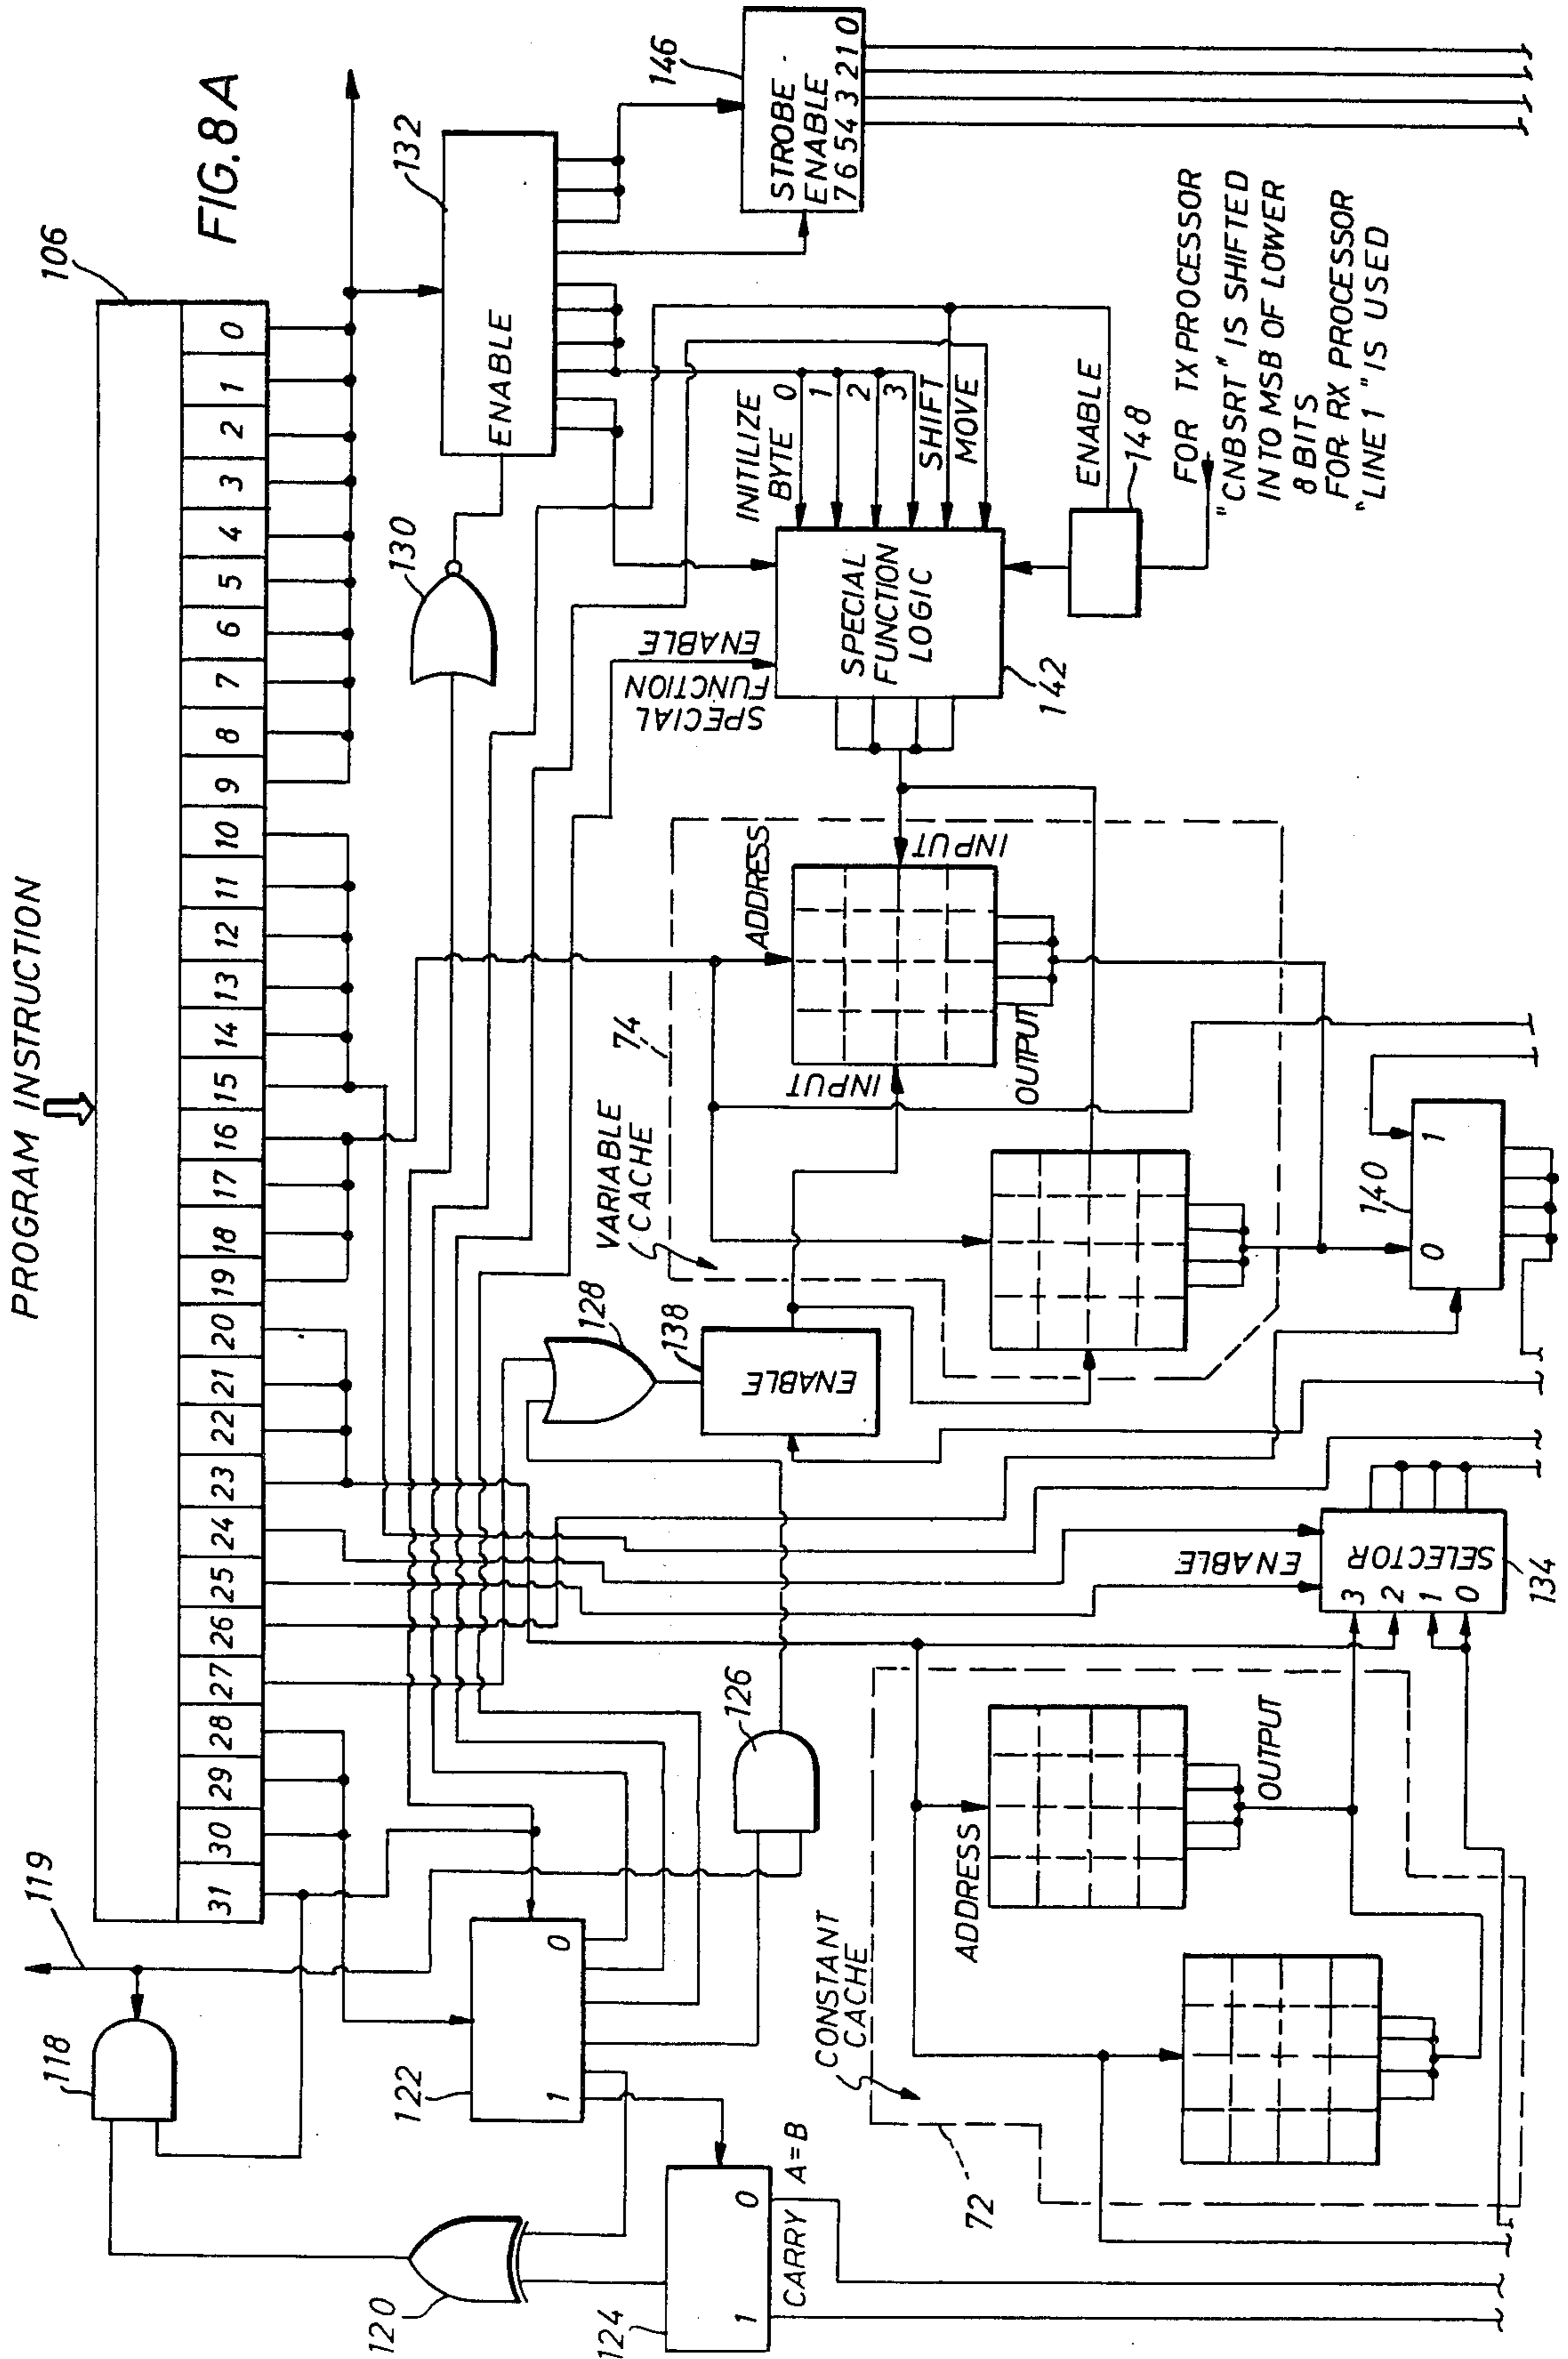 PROGRAM INSTRUCTION
FIG.8A
106
31 30 29 28 27 26 25 24 23 22 21 20 19 18 17 16 15 14 13 12 11 10 9 8 7 6 5 4 3 2 1 0
119
118
120
122
1
0
124
1
0
CARRY
A=B
126
128
130
132
ENABLE
138
ENABLE
146
STROBE
ENABLE
7 6 5 4 3 2 1 0
INITILIZE
BYTE 0
1
2
3
SHIFT
MOVE
SPECIAL
FUNCTION
ENABLE
SPECIAL
FUNCTION
LOGIC
142
ENABLE
148
FOR TX PROCESSOR
"CNBSRT" IS SHIFTED
INTO MSB OF LOWER
8 BITS
FOR RX PROCESSOR
"LINE 1" IS USED
VARIABLE
CACHE
74
ADDRESS
INPUT
INPUT
OUTPUT
140
0
1
CONSTANT
CACHE
72
ADDRESS
OUTPUT
ENABLE
SELECTOR
3
2
1
0
134